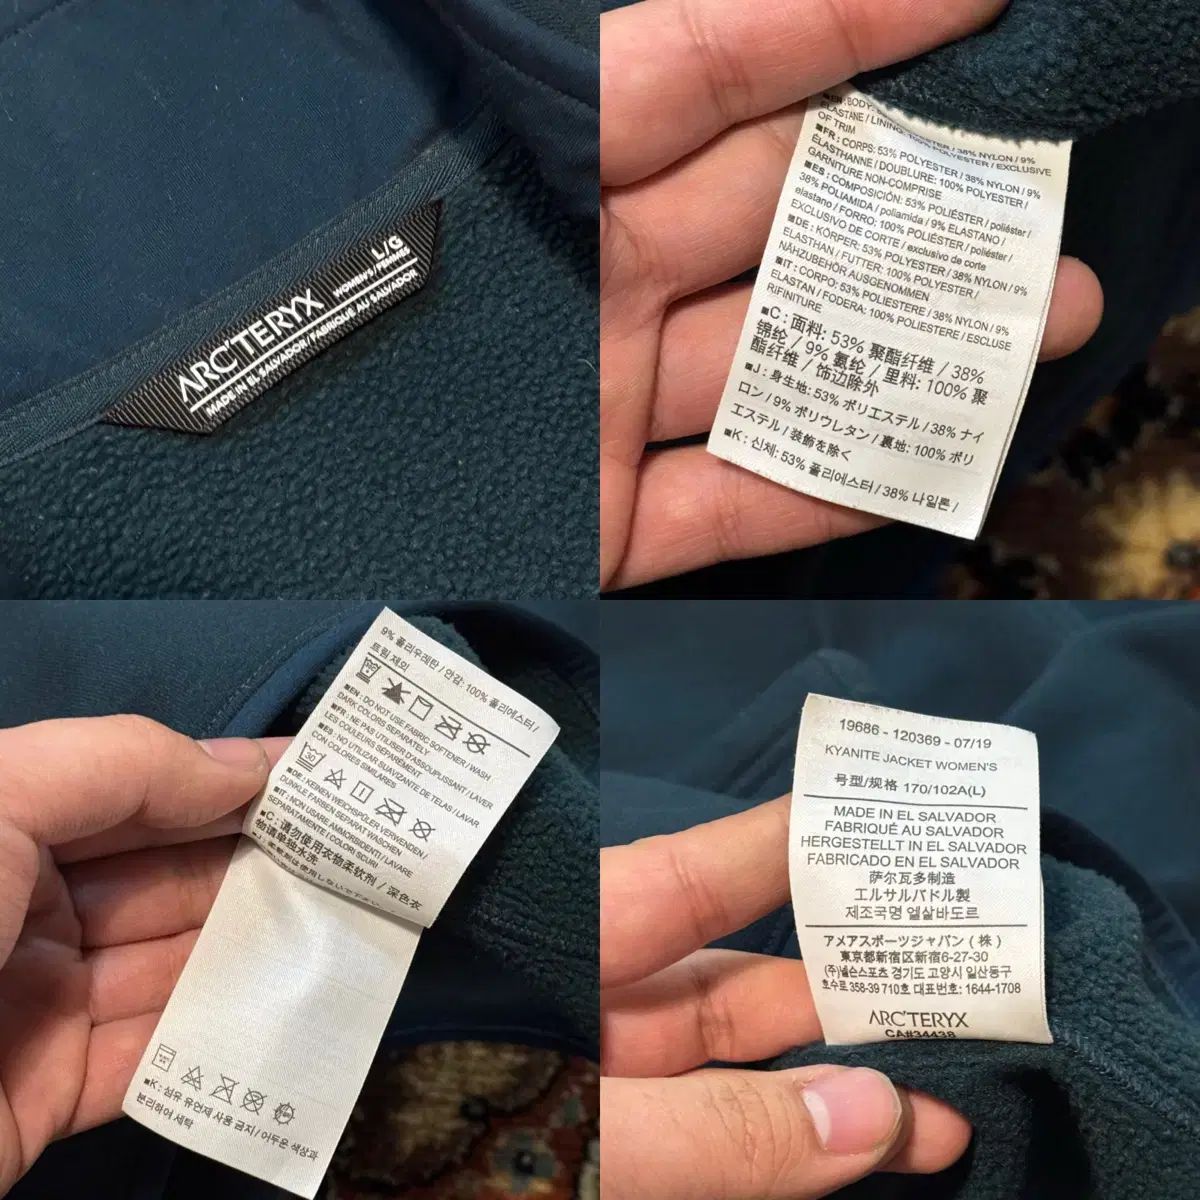 L/G
ARC'TERYX WOMEN'S/FEMMES
MADE IN EL SALVADOR/FABRIQUE AU SALVADOR
■EN: BODY:
/ 38% NYLON / 9%
ELASTANE / LINING: 100% POLYESTER / EXCLUSIVE
OF TRIM
■FR: CORPS: 53% POLYESTER / 38% NYLON / 9%
ÉLASTHANNE / DOUBLURE: 100% POLYESTER /
GARNITURE NON-COMPRISE
■ES: COMPOSICIÓN: 53% POLIÉSTER / poliéster /
38% POLIAMIDA / poliamida / 9% ELASTANO /
elastano / FORRO: 100% POLIÉSTER / poliéster /
EXCLUSIVO DE CORTE / exclusivo de corte
■DE: KÖRPER: 53% POLYESTER / 38% NYLON / 9%
ELASTHAN / FUTTER: 100% POLYESTER /
NÄHZUBEHÖR AUSGENOMMEN
■IT: CORPO: 53% POLIESTERE / 38% NYLON / 9%
ELASTAN / FODERA: 100% POLIESTERE / ESCLUSE
RIFINITURE
■C: 面料: 53% 聚酯纤维 / 38%
锦纶 / 9% 氨纶 / 里料: 100% 聚
酯纤维 / 饰边除外
■J: 身生地: 53% ポリエステル / 38% ナイ
ロン / 9% ポリウレタン / 裏地: 100% ポリ
エステル / 装飾を除く
■K: 신체: 53% 폴리에스터 / 38% 나일론 /
9% 폴리우레탄 / 안감: 100% 폴리에스터 /
트림 제외
■EN: DO NOT USE FABRIC SOFTENER / WASH
DARK COLORS SEPARATELY
■FR: NE PAS UTILISER D'ASSOUPLISSANT / LAVER
LES COULEURS SEPARÉMENT
■ES: NO UTILIZAR SUAVIZANTE DE TELAS / LAVAR
CON COLORES SIMILARES
30
■DE: KEINEN WEICHSPÜLER VERWENDEN /
DUNKLE FARBEN SEPARAT WASCHEN
■IT: NON USARE AMMORBIDENTI / LAVARE
SEPARATAMENTE I COLORI SCURI
■C: 请勿使用衣物柔软剂 / 深色衣
物请单独水洗
■K: 섬유 유연제 사용 금지 / 어두운 색상과
분리하여 세탁
19686 - 120369 - 07/19
KYANITE JACKET WOMEN'S
号型/规格 170/102A(L)
MADE IN EL SALVADOR
FABRIQUÉ AU SALVADOR
HERGESTELLT IN EL SALVADOR
FABRICADO EN EL SALVADOR
萨尔瓦多制造
エルサルバドル製
제조국명 엘살바도르
アメアスポーツジャパン (株)
東京都新宿区新宿6-27-30
(주)넬슨스포츠 경기도 고양시 일산동구
호수로 358-39 710호 대표번호: 1644-1708
ARC'TERYX
CA#34438